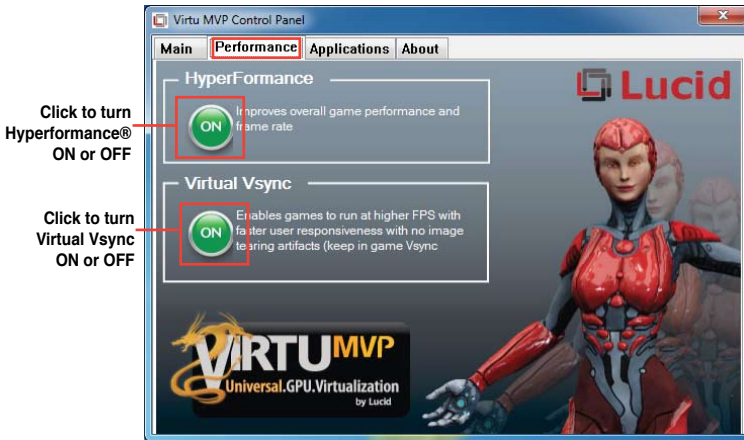 Virtu MVP Control Panel
Main Performance Applications About
HyperFormance
Lucid
Click to turn
Hyperformance®
ON or OFF
ON
Improves overall game performance and
frame rate
Virtual Vsync
Click to turn
Virtual Vsync
ON or OFF
ON
Enables games to run at higher FPS with
faster user responsiveness with no image
tearing artifacts (keep in game Vsync
VIRTU MVP
Universal.GPU.Virtualization
by Lucid